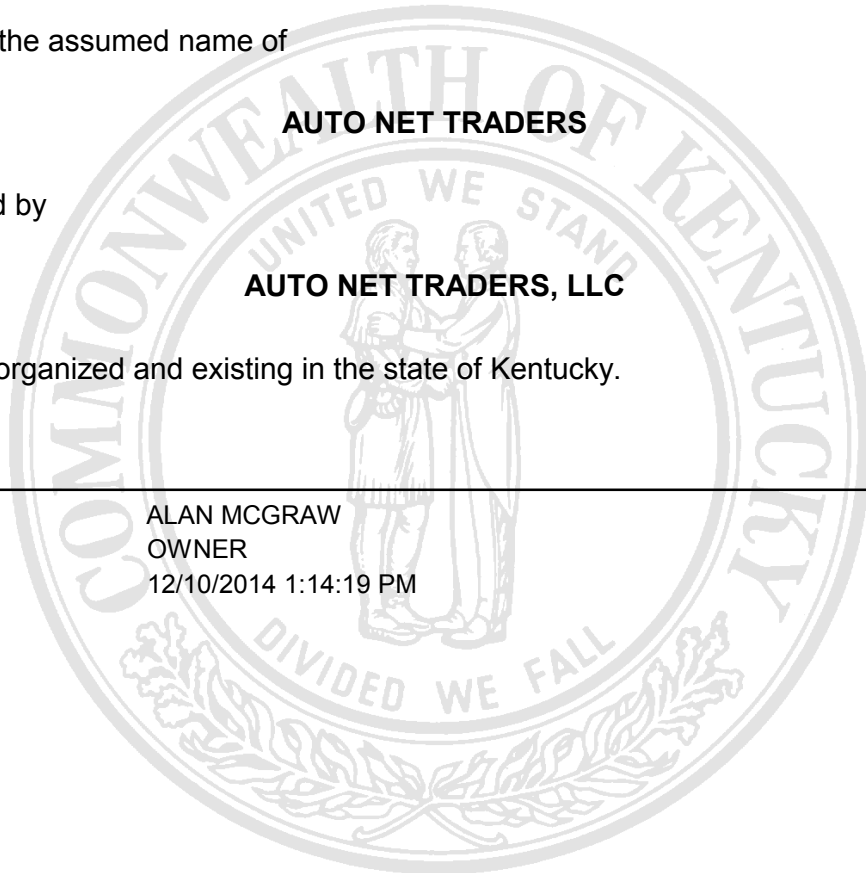 the assumed name of
AUTO NET TRADERS
d by
AUTO NET TRADERS, LLC
organized and existing in the state of Kentucky.
ALAN MCGRAW
OWNER
12/10/2014 1:14:19 PM
COMMONWEALTH OF KENTUCKY
UNITED WE STAND
DIVIDED WE FALL